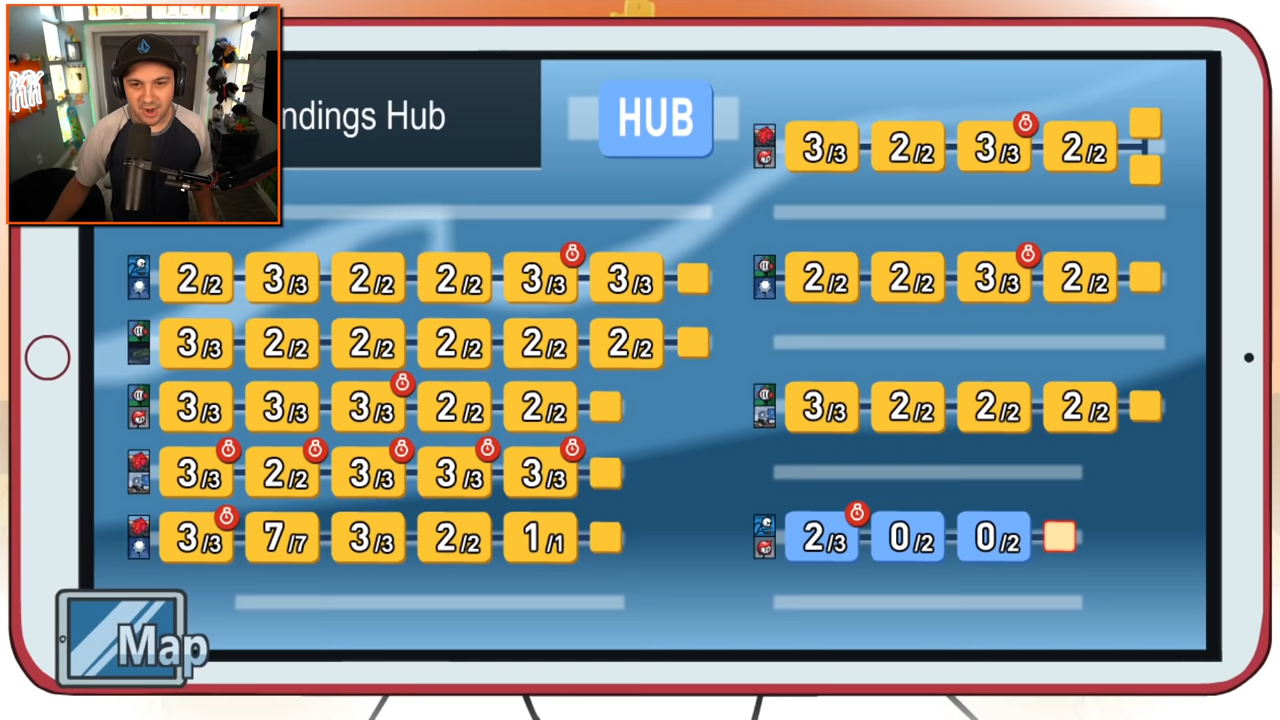 ndings Hub
HUB
3/3 2/2 3/3 2/2
2/2 3/3 2/2 2/2 3/3 3/3
2/2 2/2 3/3 2/2
3/3 2/2 2/2 2/2 2/2 2/2
3/3 3/3 3/3 2/2 2/2
3/3 2/2 2/2 2/2
3/3 2/2 3/3 3/3 3/3
3/3 7/7 3/3 2/2 1/1
2/3 0/2 0/2
Map